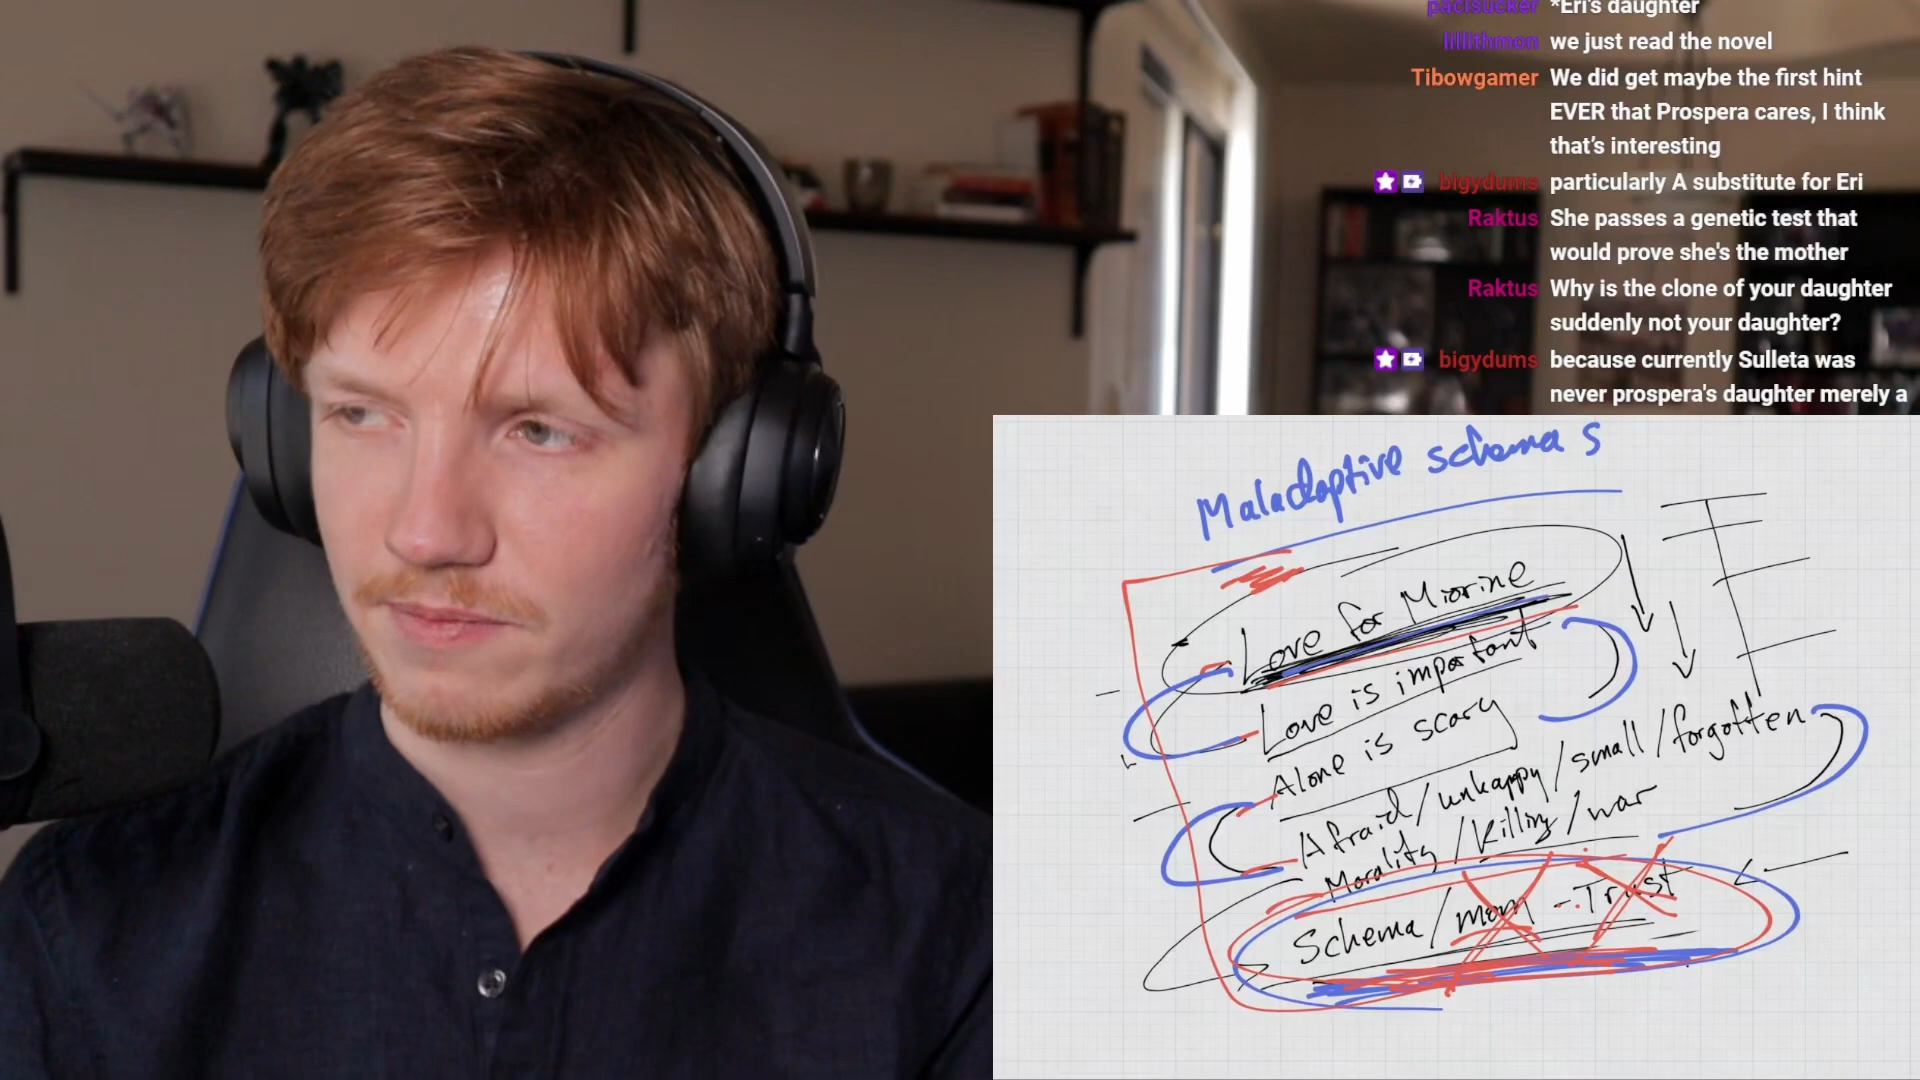 pacisucker *Eri's daughter
lillithmon we just read the novel
Tibowgamer We did get maybe the first hint
EVER that Prospera cares, I think
that's interesting
bigydums particularly A substitute for Eri
Raktus She passes a genetic test that
would prove she's the mother
Raktus Why is the clone of your daughter
suddenly not your daughter?
bigydums because currently Sulleta was
never prospera's daughter merely a
Maladaptive schema s
Love for Miorine
Love is important
Alone is scary
Afraid/unhappy/small/forgotten
Morality/killing/war
Schema/mom - Trust